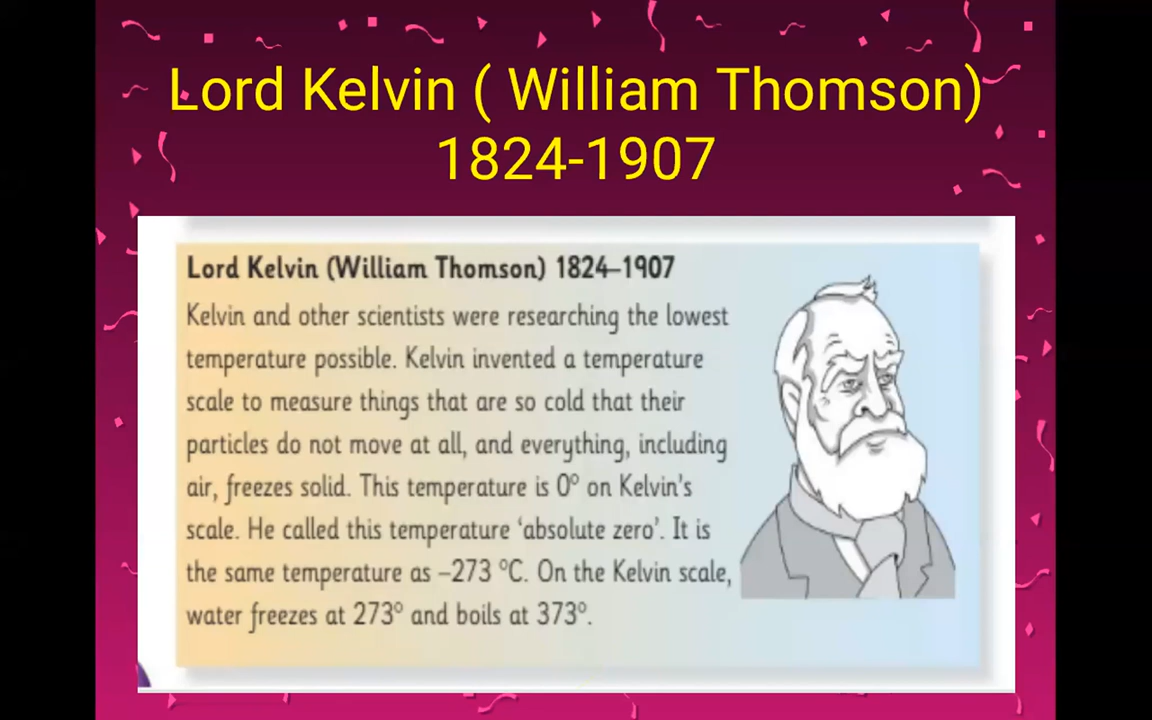 Lord Kelvin ( William Thomson)
1824-1907
Lord Kelvin (William Thomson) 1824–1907
Kelvin and other scientists were researching the lowest
temperature possible. Kelvin invented a temperature
scale to measure things that are so cold that their
particles do not move at all, and everything, including
air, freezes solid. This temperature is 0° on Kelvin's
scale. He called this temperature 'absolute zero'. It is
the same temperature as –273 °C. On the Kelvin scale,
water freezes at 273° and boils at 373°.